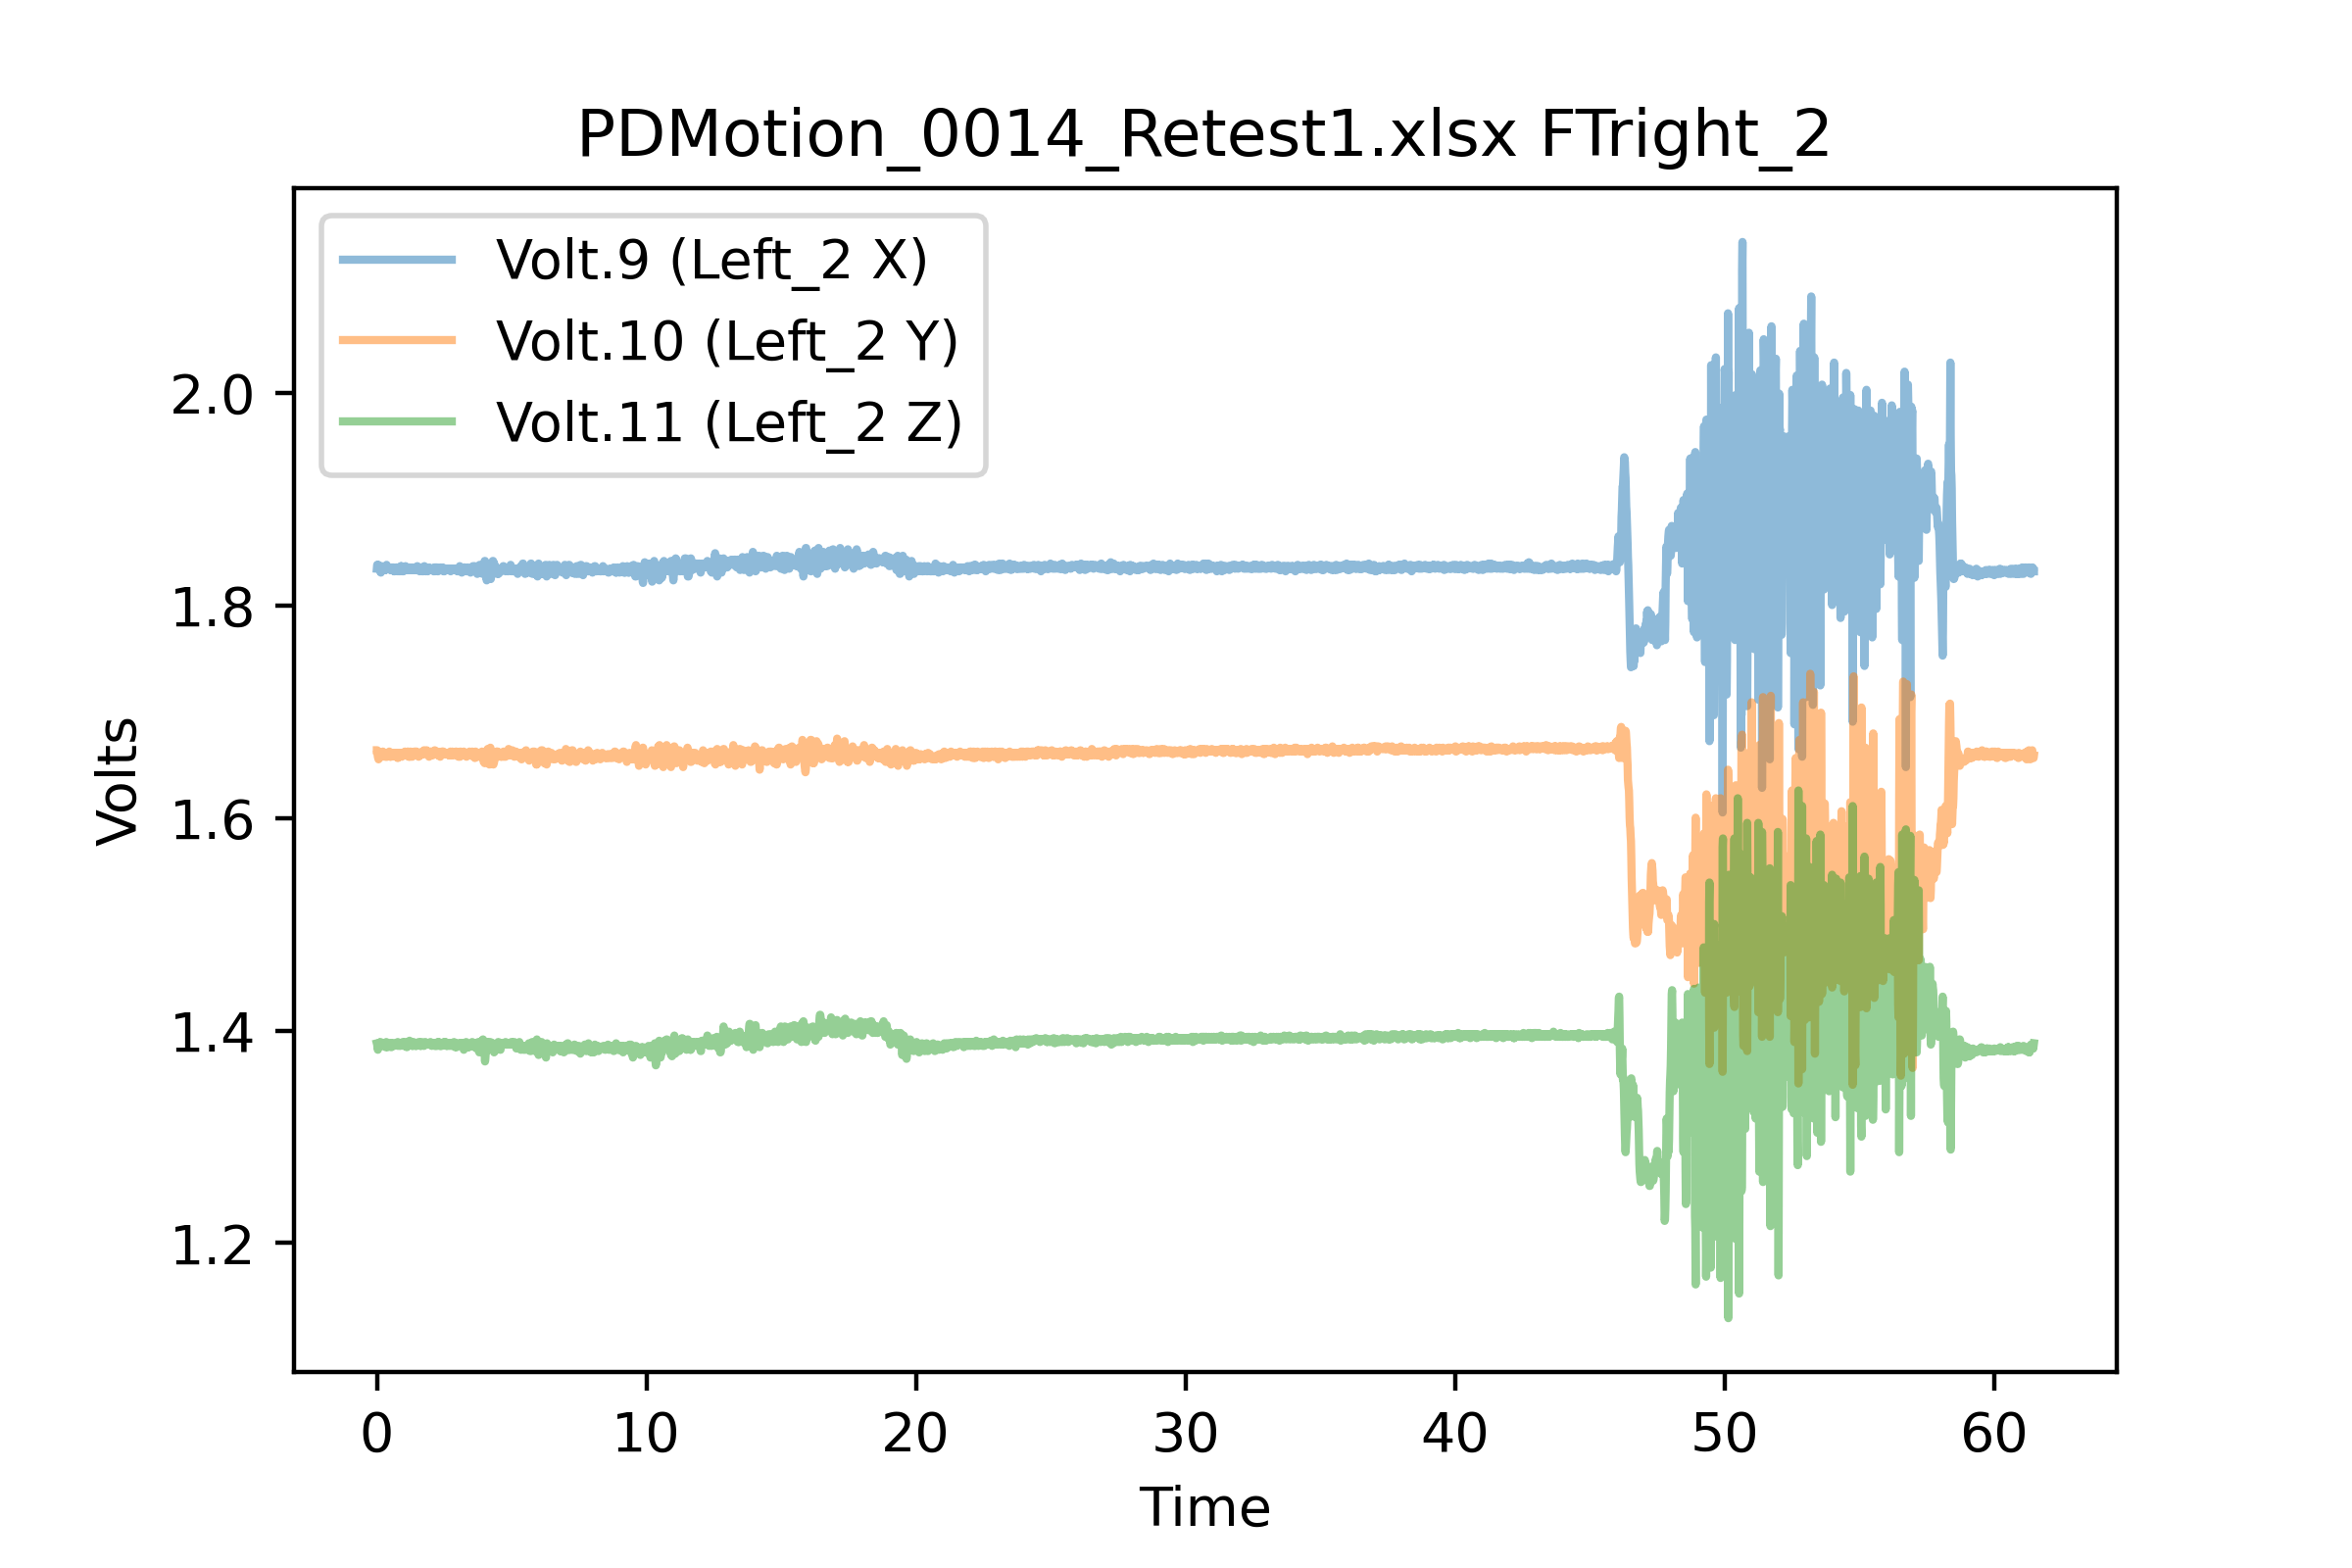 PDMotion_0014_Retest1.xlsx FTright_2
Volt.9 (Left_2 X)
Volt.10 (Left_2 Y)
Volt.11 (Left_2 Z)
Volts
2.0
1.8
1.6
1.4
1.2
0 10 20 30 40 50 60
Time